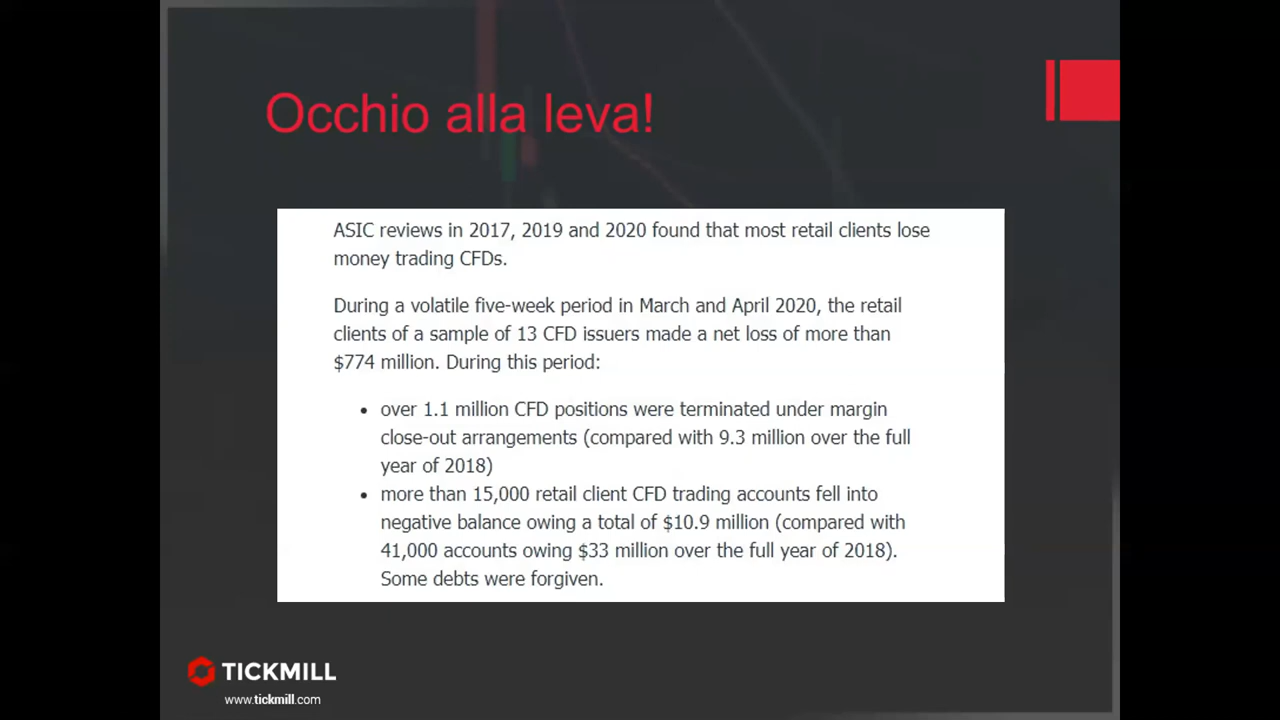 Occhio alla leva!
ASIC reviews in 2017, 2019 and 2020 found that most retail clients lose
money trading CFDs.
During a volatile five-week period in March and April 2020, the retail
clients of a sample of 13 CFD issuers made a net loss of more than
$774 million. During this period:
• over 1.1 million CFD positions were terminated under margin
close-out arrangements (compared with 9.3 million over the full
year of 2018)
• more than 15,000 retail client CFD trading accounts fell into
negative balance owing a total of $10.9 million (compared with
41,000 accounts owing $33 million over the full year of 2018).
Some debts were forgiven.
TICKMILL
www.tickmill.com